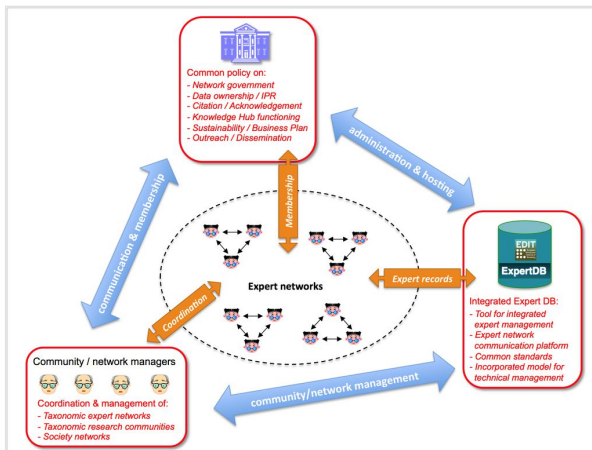 Common policy on:
- Network government
- Data ownership / IPR
- Citation / Acknowledgement
- Knowledge Hub functioning
- Sustainability / Business Plan
- Outreach / Dissemination
communication & membership
administration & hosting
Membership
Expert networks
Coordination
Expert records
EDIT
ExpertDB
Integrated Expert DB:
- Tool for integrated
expert management
- Expert network
communication platform
- Common standards
- Incorporated model for
technical management
Community / network managers
Coordination & management of:
- Taxonomic expert networks
- Taxonomic research communities
- Society networks
community/network management